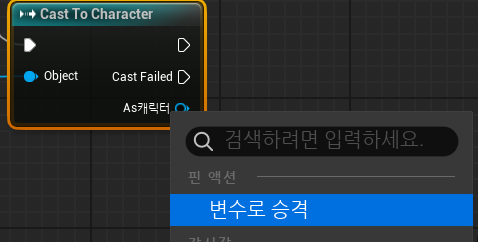 Cast To Character
Object
Cast Failed
As캐릭터
검색하려면 입력하세요.
핀 액션
변수로 승격